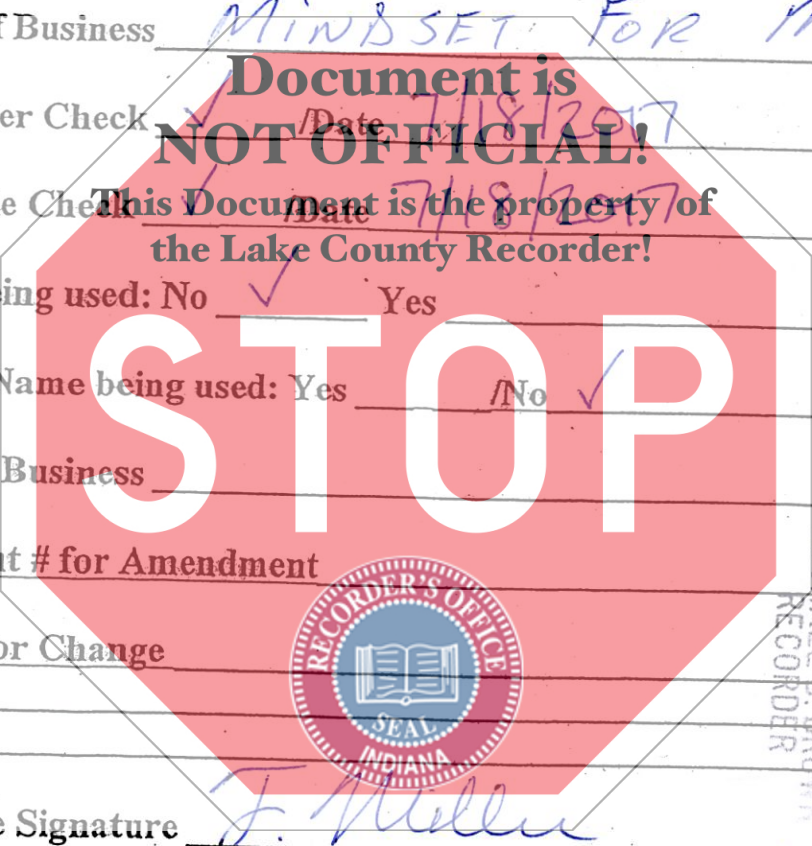 f Business MINDSET FOR M
Document is
er Check ✓ /Date 7/18/2017
NOT OFFICIAL!
e Check ✓ /Date 7/18/2017
This Document is the property of
the Lake County Recorder!
ing used: No ✓ Yes
STOP
Name being used: Yes /No ✓
Business
nt # for Amendment
RECORDER'S OFFICE
SEAL
INDIANA
or Change
RECORDER
e Signature J. Miller